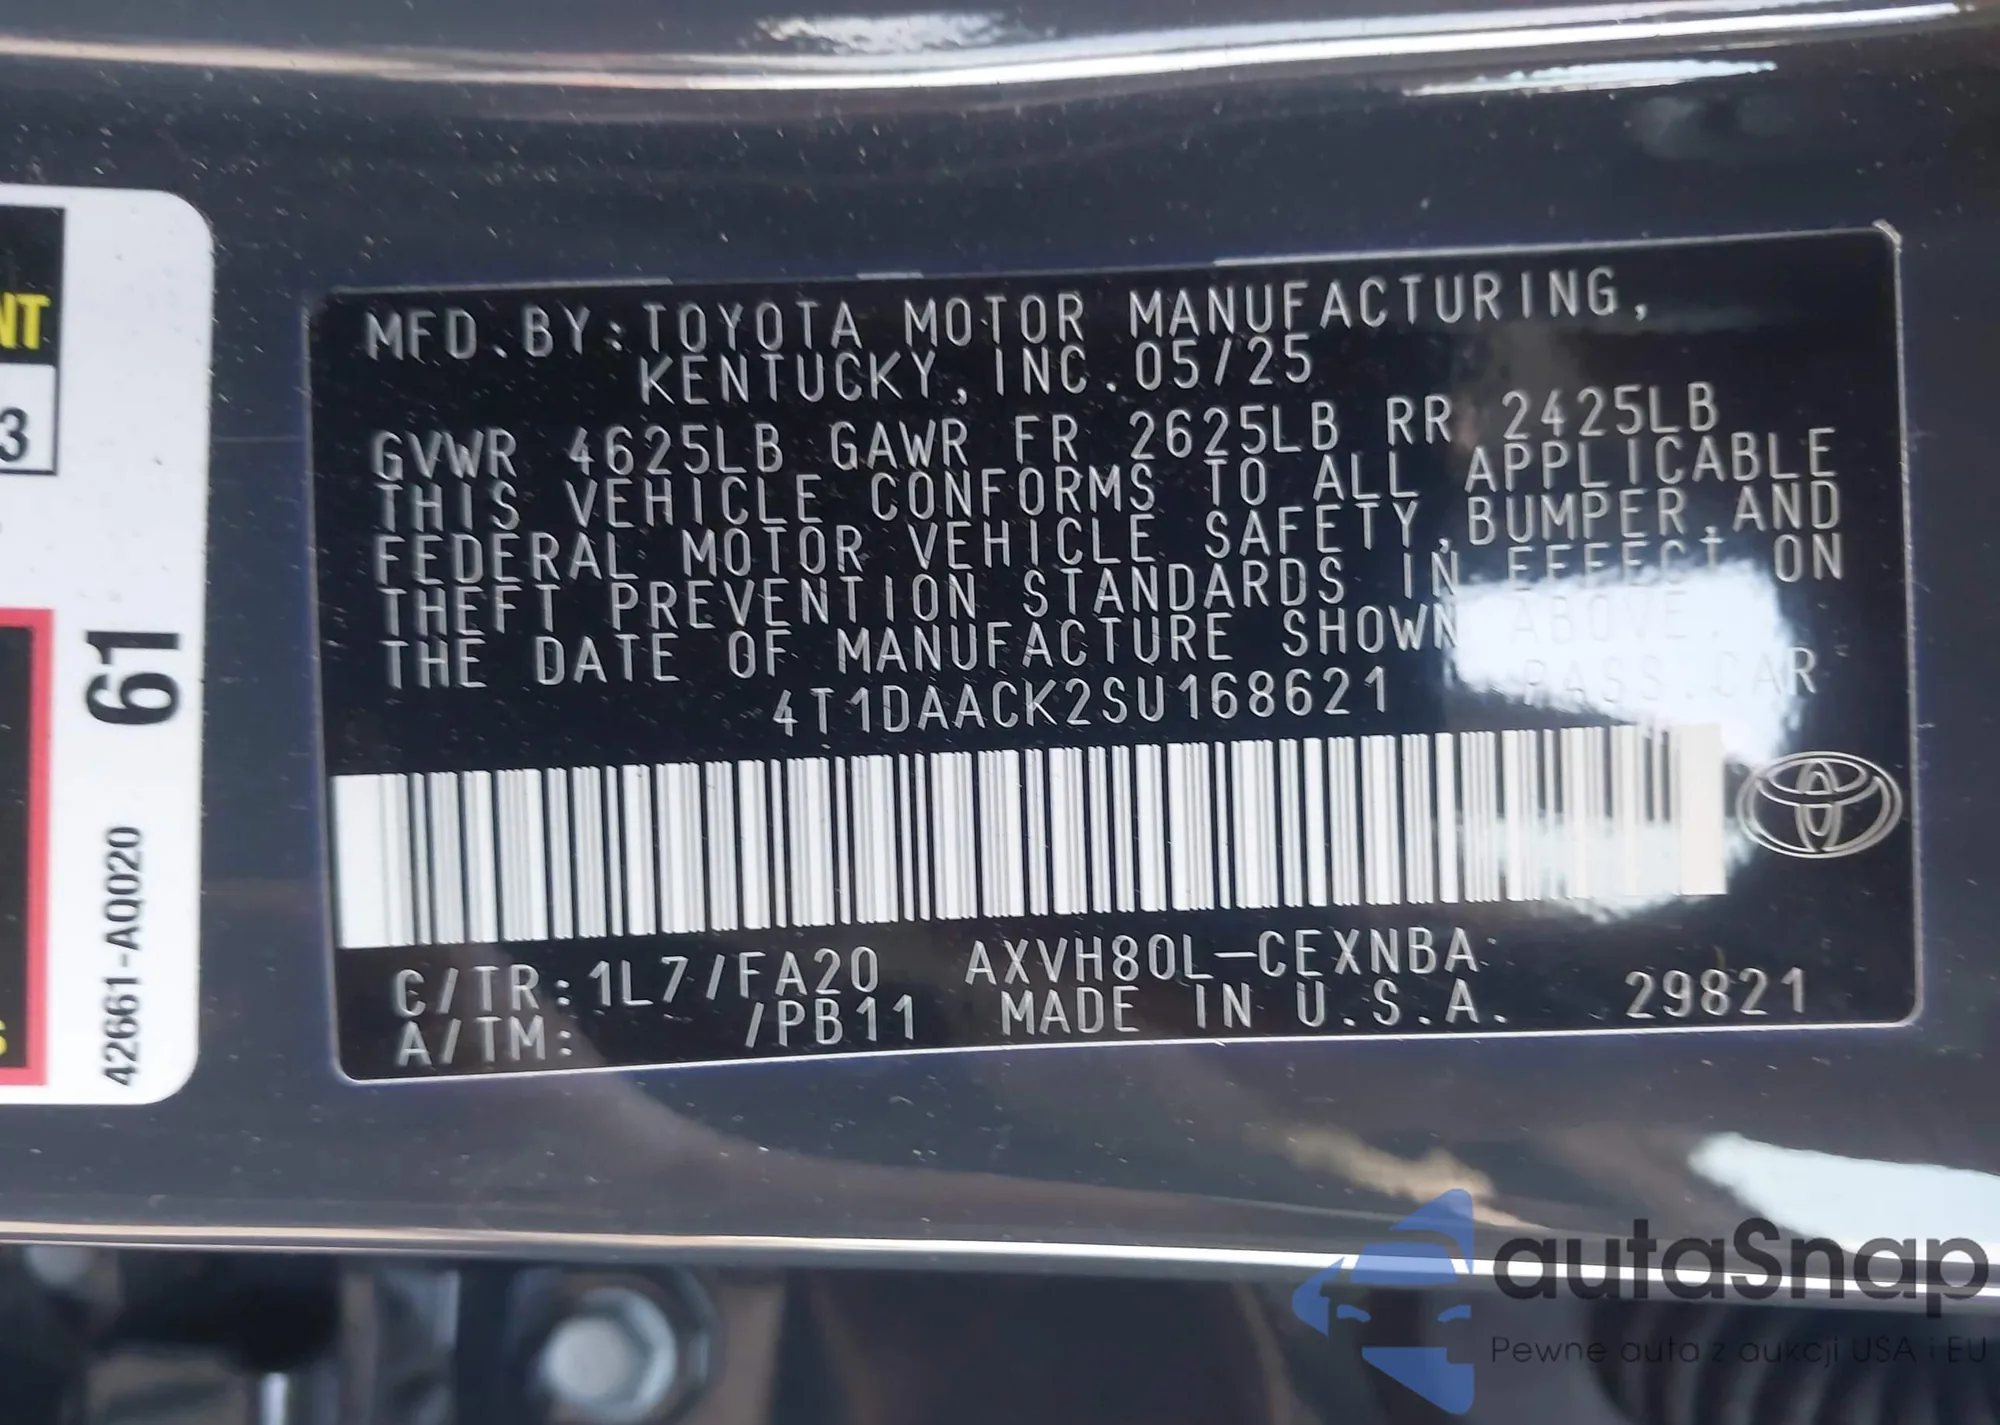 NT
3
61
42661-AQ020
S
MFD.BY:TOYOTA MOTOR MANUFACTURING,
KENTUCKY, INC. 05/25
GVWR 4625LB GAWR FR 2625LB RR 2425LB
THIS VEHICLE CONFORMS TO ALL APPLICABLE
FEDERAL MOTOR VEHICLE SAFETY,BUMPER,AND
THEFT PREVENTION STANDARDS IN EFFECT ON
THE DATE OF MANUFACTURE SHOWN ABOVE.
4T1DAACK2SU168621 PASS.CAR
C/TR:1L7/FA20 AXVH80L-CEXNBA
A/TM: /PB11 MADE IN U.S.A. 29821
autaSnap
Pewne auta z aukcji USA i EU